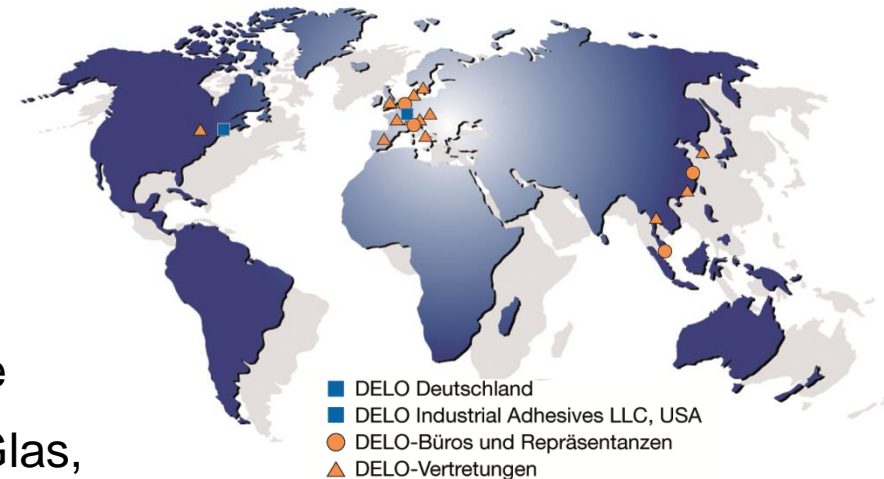 e
Glas,
DELO Deutschland
DELO Industrial Adhesives LLC, USA
DELO-Büros und Repräsentanzen
DELO-Vertretungen